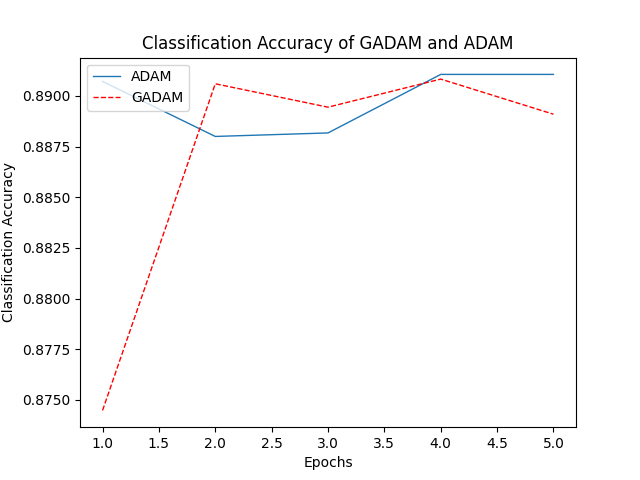 Classification Accuracy of GADAM and ADAM
ADAM
GADAM
Classification Accuracy
0.8900
0.8875
0.8850
0.8825
0.8800
0.8775
0.8750
1.0 1.5 2.0 2.5 3.0 3.5 4.0 4.5 5.0
Epochs